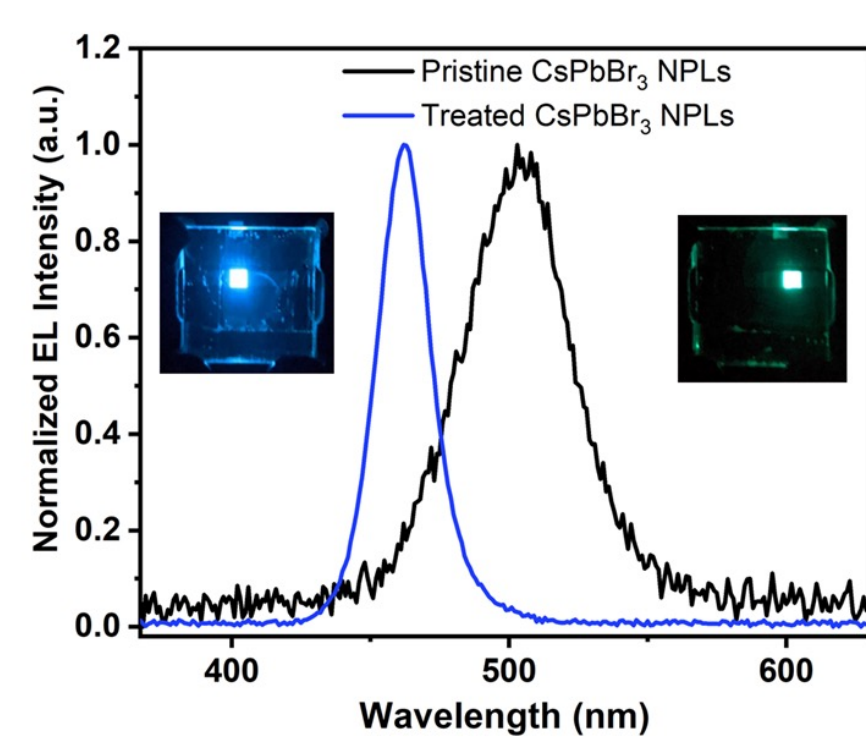 Pristine CsPbBr₃ NPLs
Treated CsPbBr₃ NPLs
Normalized EL Intensity (a.u.)
1.2
1.0
0.8
0.6
0.4
0.2
0.0
400 500 600
Wavelength (nm)